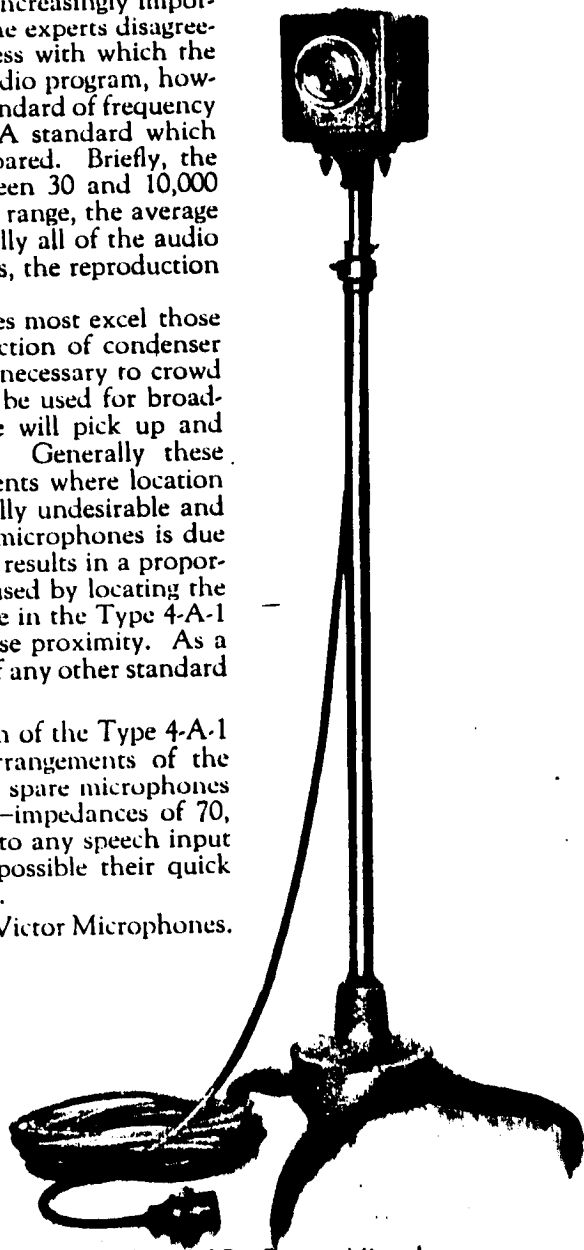 increasingly impor-
ne experts disagree-
ess with which the
dio program, how-
ndard of frequency
A standard which
pared. Briefly, the
een 30 and 10,000
range, the average
lly all of the audio
s, the reproduction
es most excel those
ction of condenser
necessary to crowd
be used for broad-
e will pick up and
Generally these
ents where location
lly undesirable and
microphones is due
results in a propor-
used by locating the
e in the Type 4-A-1
se proximity. As a
f any other standard
n of the Type 4-A-1
rrangements of the
spare microphones
—impedances of 70,
to any speech input
possible their quick
Victor Microphones.